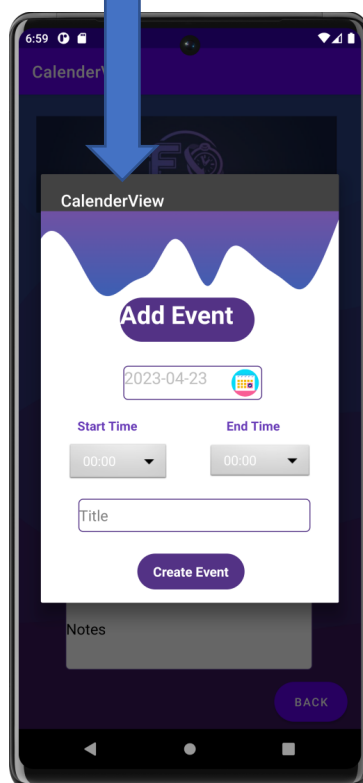 6:59
CalenderV
CalenderView
Add Event
2023-04-23
Start Time End Time
00:00 00:00
Title
Create Event
Notes
BACK